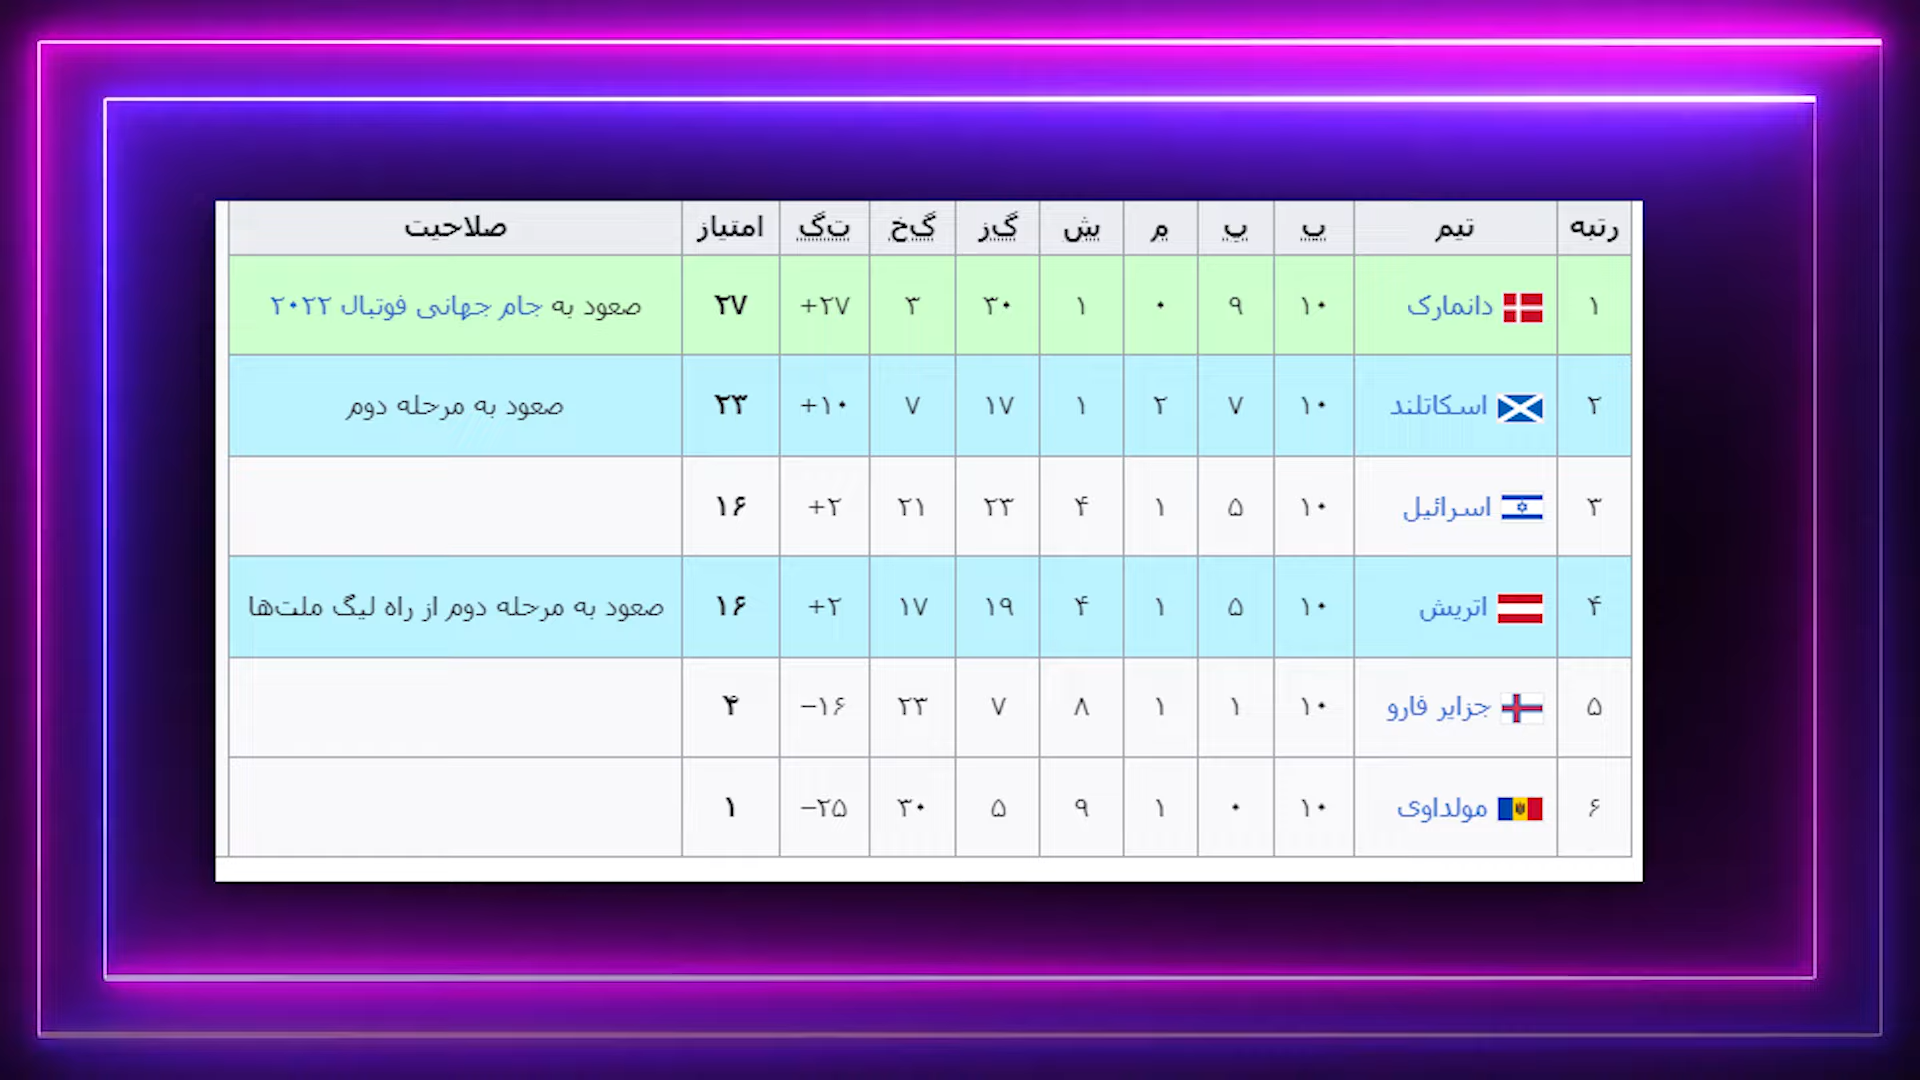 رتبه تیم پ پ م ش گ‌ز گ‌خ ت‌گ امتیاز صلاحیت
۱ دانمارک ۱۰ ۹ ۰ ۱ ۳۰ ۳ +۲۷ ۲۷ صعود به جام جهانی فوتبال ۲۰۲۲
۲ اسکاتلند ۱۰ ۷ ۲ ۱ ۱۷ ۷ +۱۰ ۲۳ صعود به مرحله دوم
۳ اسرائیل ۱۰ ۵ ۱ ۴ ۲۳ ۲۱ +۲ ۱۶
۴ اتریش ۱۰ ۵ ۱ ۴ ۱۹ ۱۷ +۲ ۱۶ صعود به مرحله دوم از راه لیگ ملت‌ها
۵ جزایر فارو ۱۰ ۱ ۱ ۸ ۷ ۲۳ −۱۶ ۴
۶ مولداوی ۱۰ ۰ ۱ ۹ ۵ ۳۰ −۲۵ ۱